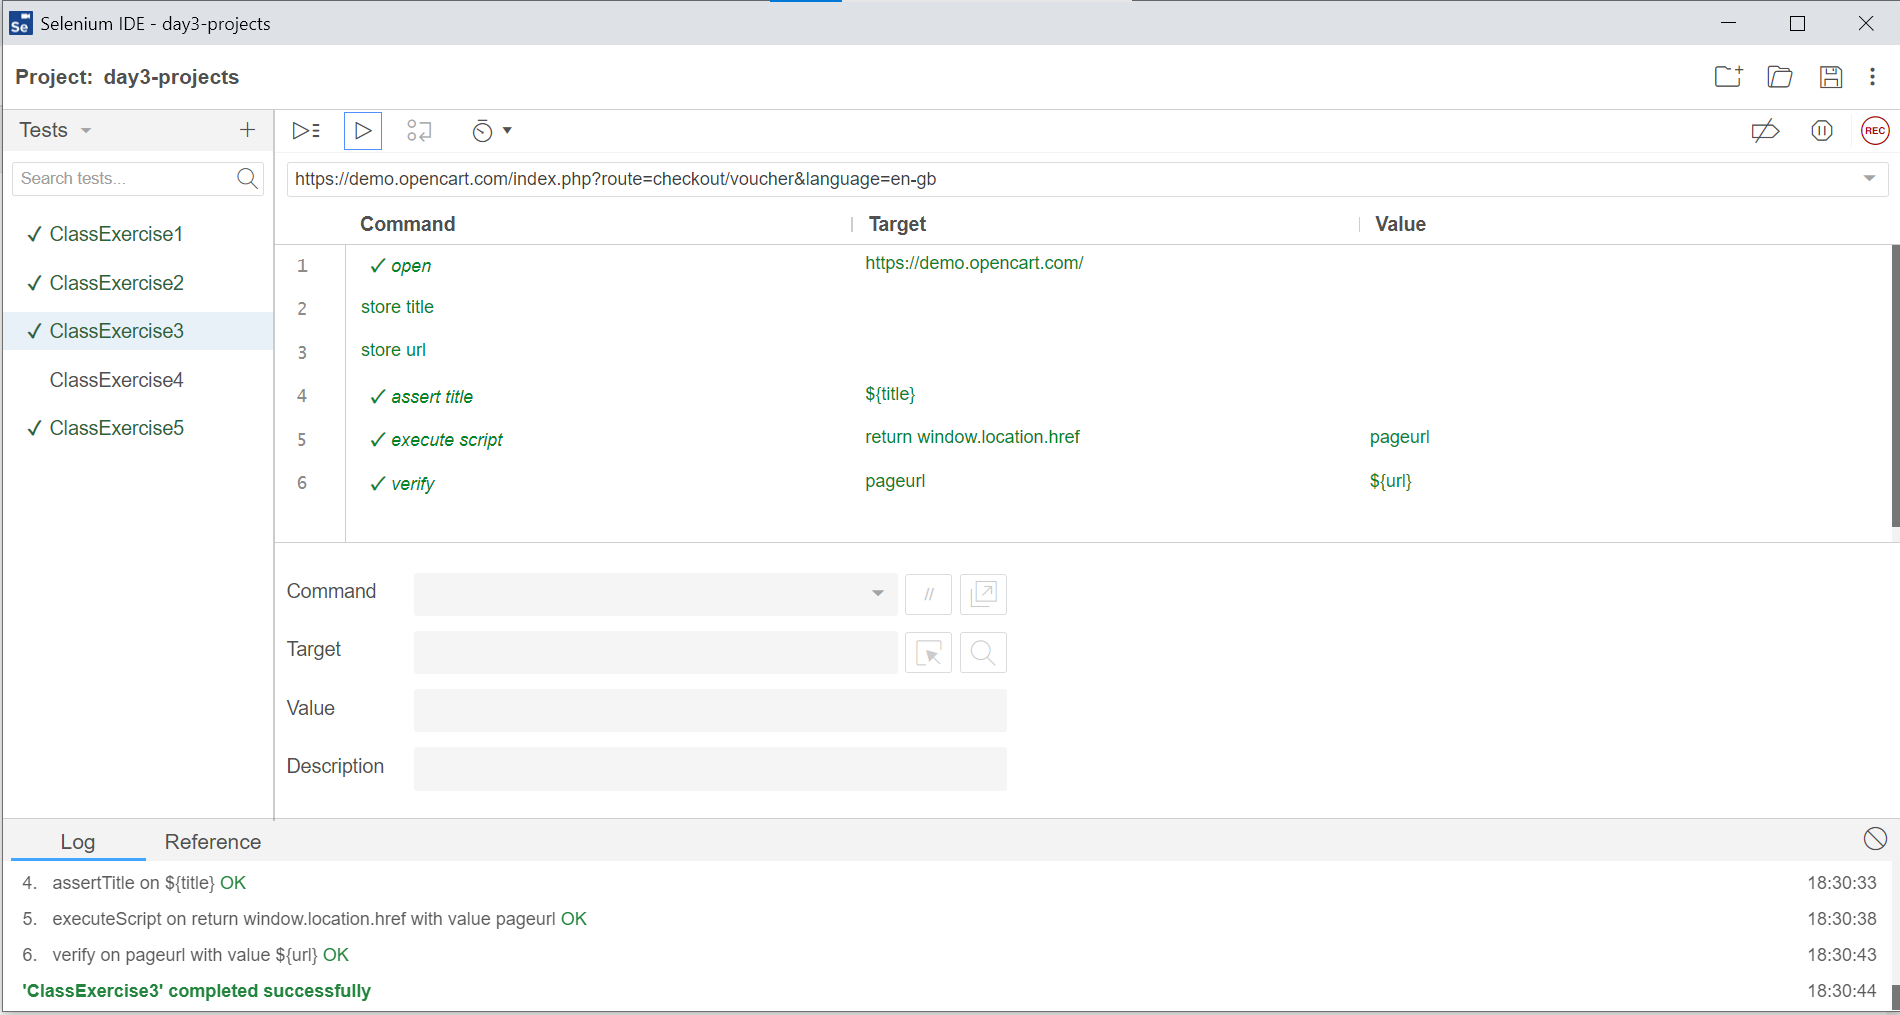 Se Selenium IDE - day3-projects
Project: day3-projects
Tests
REC
Search tests...
https://demo.opencart.com/index.php?route=checkout/voucher&language=en-gb
ClassExercise1
ClassExercise2
ClassExercise3
ClassExercise4
ClassExercise5
Command Target Value
1 ✓ open https://demo.opencart.com/
2 store title
3 store url
4 ✓ assert title ${title}
5 ✓ execute script return window.location.href pageurl
6 ✓ verify pageurl ${url}
Command //
Target
Value
Description
Log Reference
4. assertTitle on ${title} OK 18:30:33
5. executeScript on return window.location.href with value pageurl OK 18:30:38
6. verify on pageurl with value ${url} OK 18:30:43
'ClassExercise3' completed successfully 18:30:44